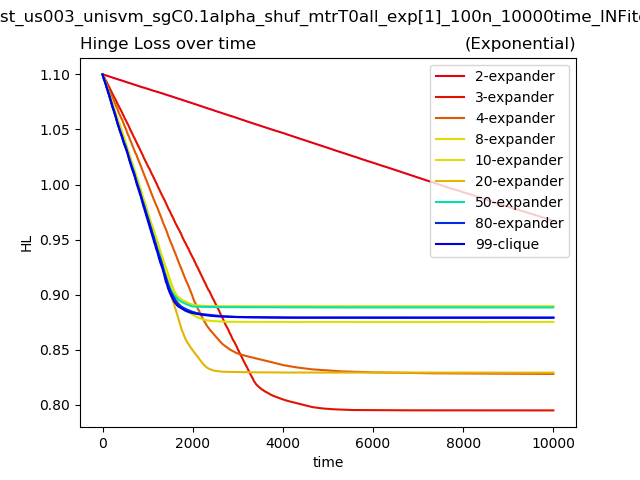 st_us003_unisvm_sgC0.1alpha_shuf_mtrT0all_exp[1]_100n_10000time_INFite
Hinge Loss over time (Exponential)
1.10
1.05
1.00
0.95
0.90
0.85
0.80
HL
2-expander
3-expander
4-expander
8-expander
10-expander
20-expander
50-expander
80-expander
99-clique
0 2000 4000 6000 8000 10000
time